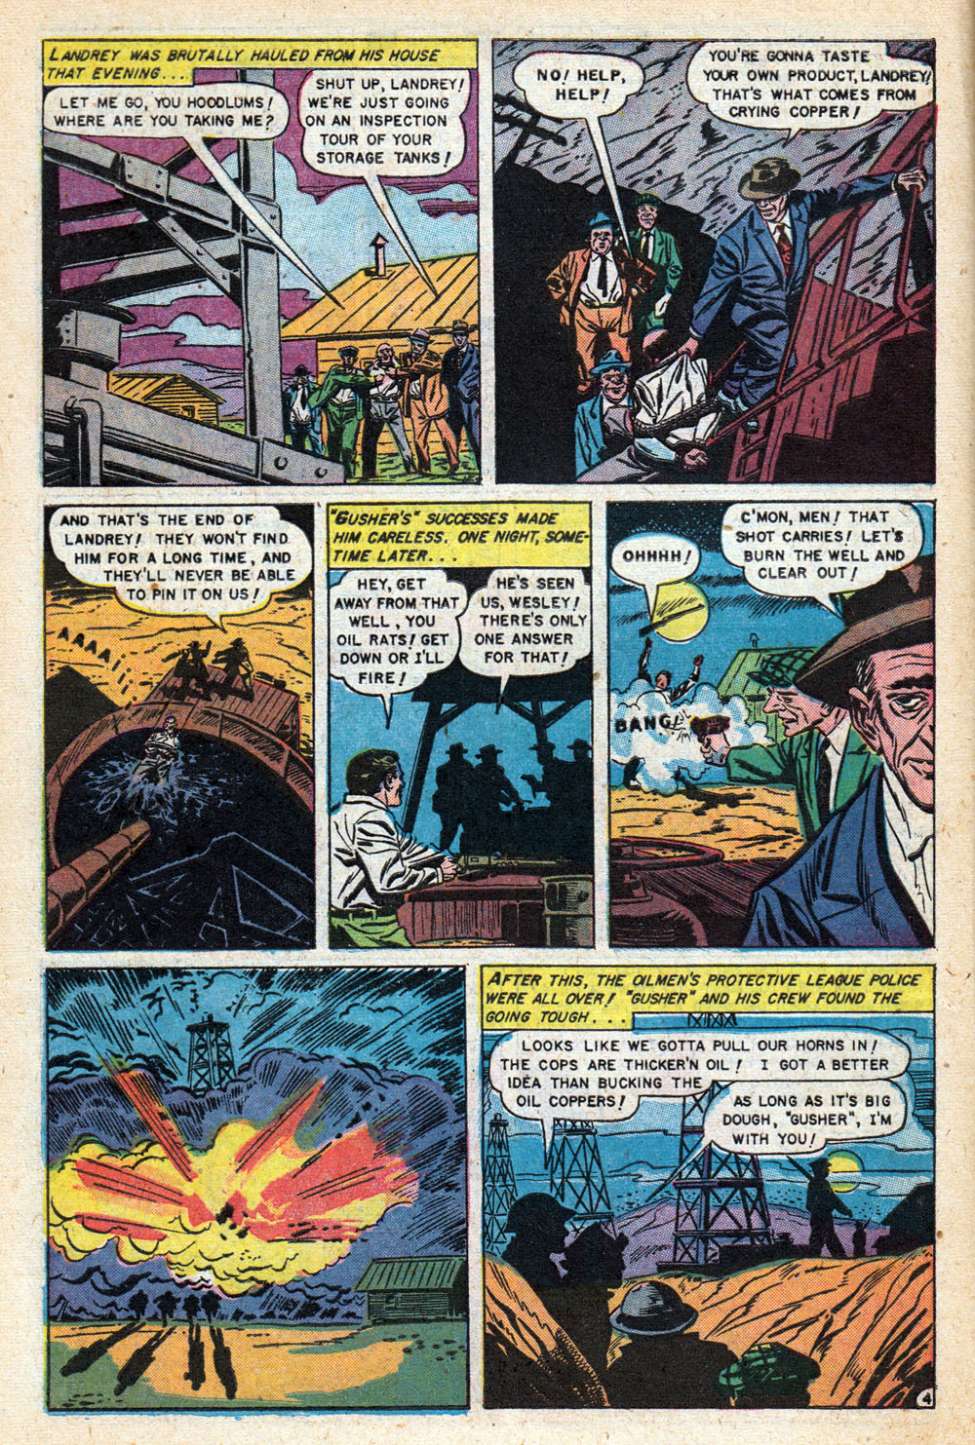 LANDREY WAS BRUTALLY HAULED FROM HIS HOUSE
THAT EVENING...
LET ME GO, YOU HOODLUMS!
WHERE ARE YOU TAKING ME?
SHUT UP, LANDREY!
WE'RE JUST GOING
ON AN INSPECTION
TOUR OF YOUR
STORAGE TANKS!
NO! HELP,
HELP!
YOU'RE GONNA TASTE
YOUR OWN PRODUCT, LANDREY!
THAT'S WHAT COMES FROM
CRYING COPPER!
AND THAT'S THE END OF
LANDREY! THEY WON'T FIND
HIM FOR A LONG TIME, AND
THEY'LL NEVER BE ABLE
TO PIN IT ON US!
AAAAi
"GUSHER'S" SUCCESSES MADE
HIM CARELESS. ONE NIGHT, SOME-
TIME LATER...
HEY, GET
AWAY FROM THAT
WELL, YOU
OIL RATS! GET
DOWN OR I'LL
FIRE!
HE'S SEEN
US, WESLEY!
THERE'S ONLY
ONE ANSWER
FOR THAT!
OHHHH!
C'MON, MEN! THAT
SHOT CARRIES! LET'S
BURN THE WELL AND
CLEAR OUT!
BANG!
AFTER THIS, THE OILMEN'S PROTECTIVE LEAGUE POLICE
WERE ALL OVER! "GUSHER" AND HIS CREW FOUND THE
GOING TOUGH...
LOOKS LIKE WE GOTTA PULL OUR HORNS IN!
THE COPS ARE THICKER'N OIL! I GOT A BETTER
IDEA THAN BUCKING THE
OIL COPPERS!
AS LONG AS IT'S BIG
DOUGH, "GUSHER", I'M
WITH YOU!
4